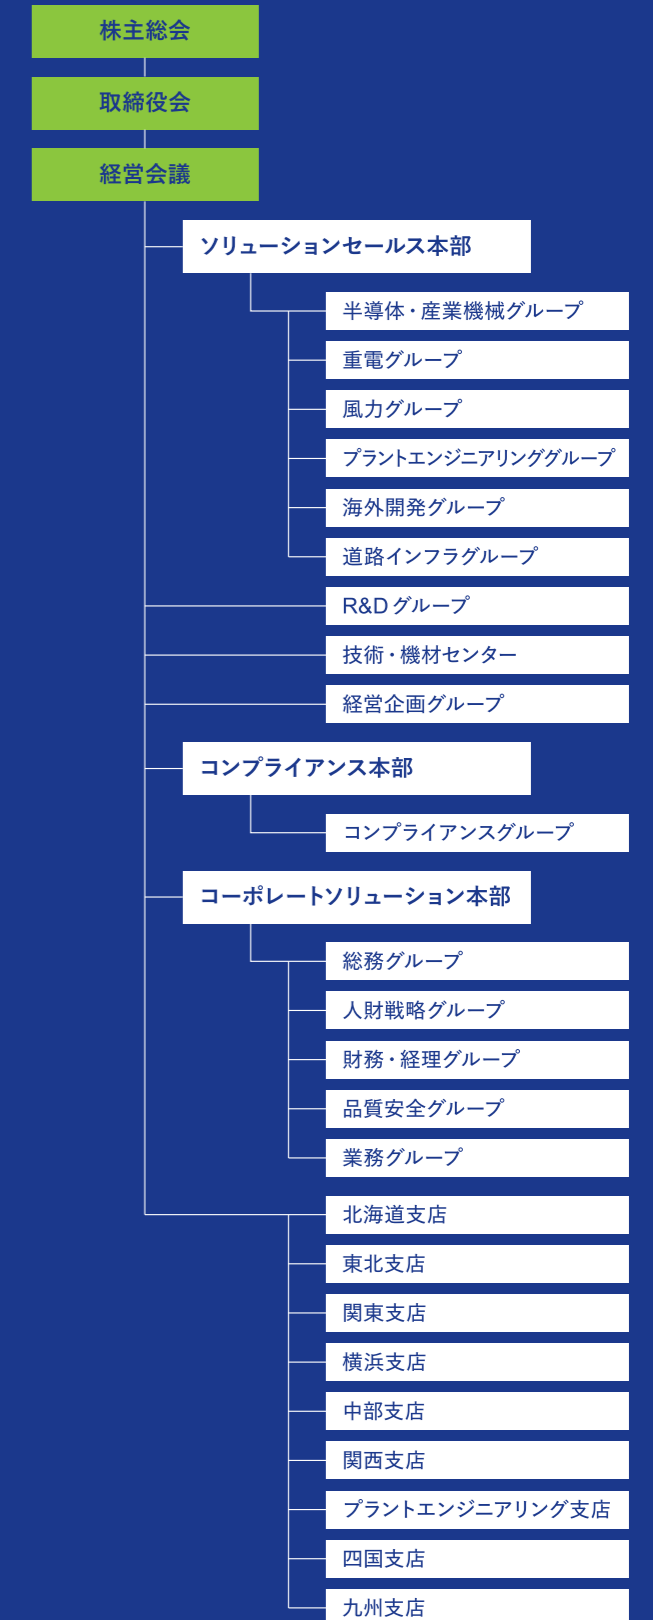 株主総会
取締役会
経営会議
ソリューションセールス本部
半導体・産業機械グループ
重電グループ
風力グループ
プラントエンジニアリンググループ
海外開発グループ
道路インフラグループ
R&Dグループ
技術・機材センター
経営企画グループ
コンプライアンス本部
コンプライアンスグループ
コーポレートソリューション本部
総務グループ
人財戦略グループ
財務・経理グループ
品質安全グループ
業務グループ
北海道支店
東北支店
関東支店
横浜支店
中部支店
関西支店
プラントエンジニアリング支店
四国支店
九州支店